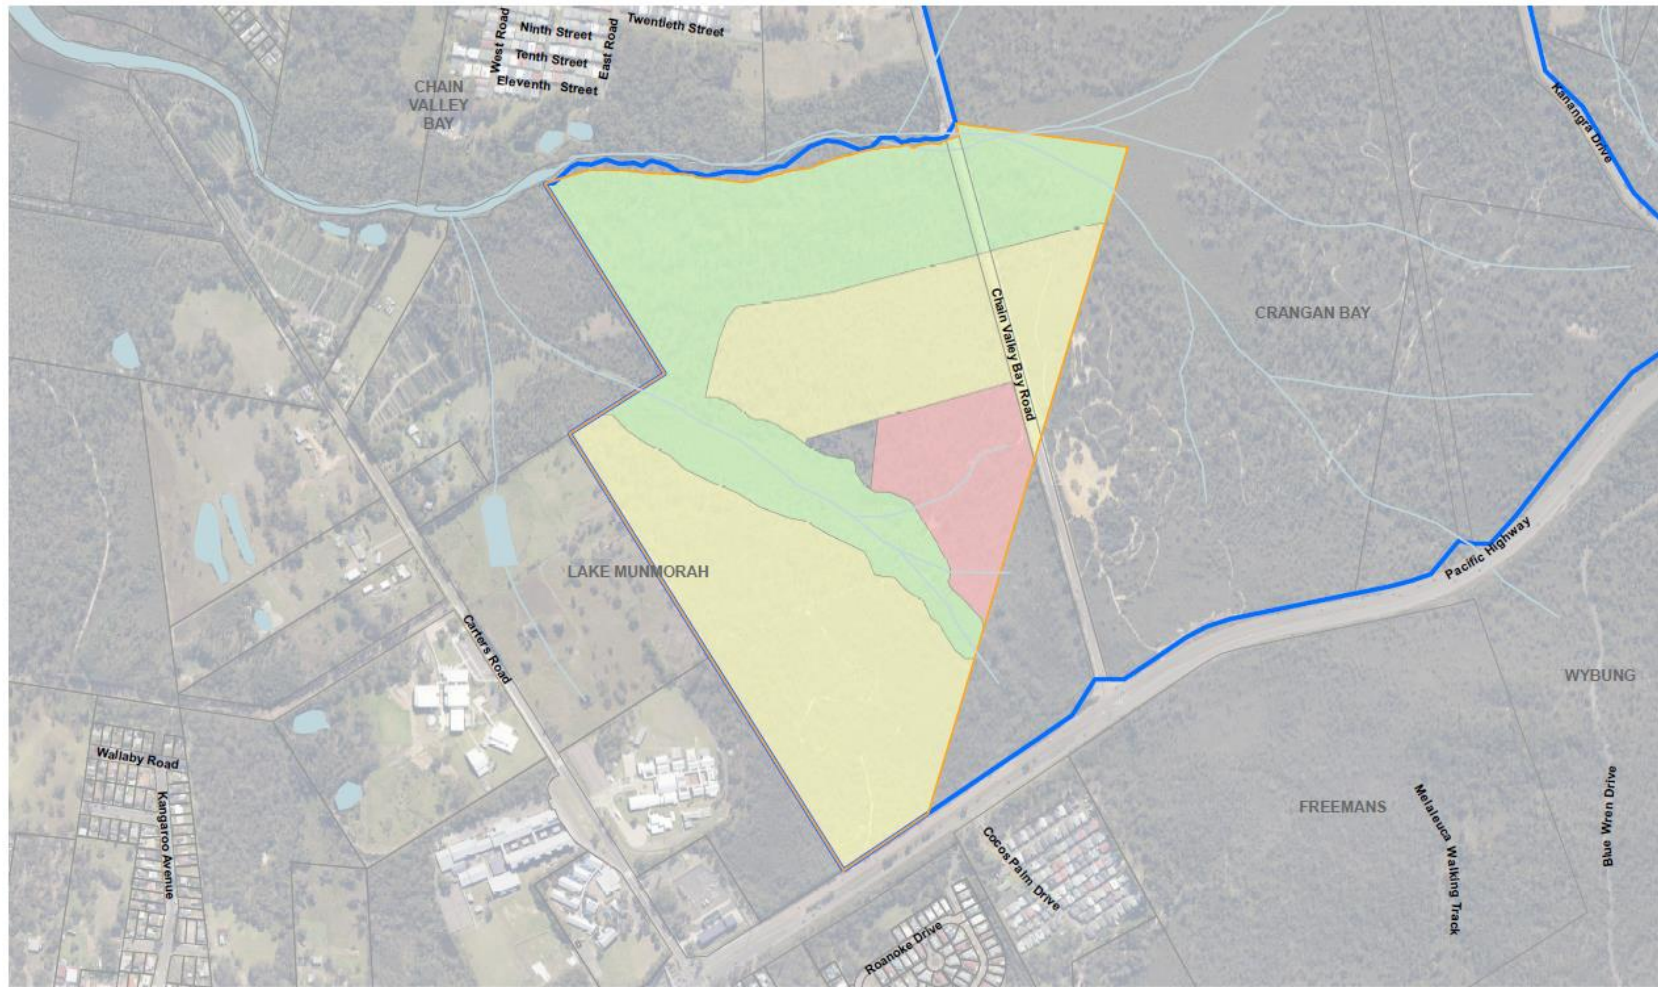 Twentieth Street
West Road
Ninth Street
East Road
Tenth Street
Eleventh Street
CHAIN
VALLEY
BAY
Kanangra Drive
CRANGAN BAY
Chain Valley Bay Road
Pacific Highway
LAKE MUNMORAH
Carters Road
WYBUNG
Wallaby Road
Kangaroo Avenue
FREEMANS
Melaleuca Walking Track
Blue Wren Drive
Cocos Palm Drive
Roanoke Drive